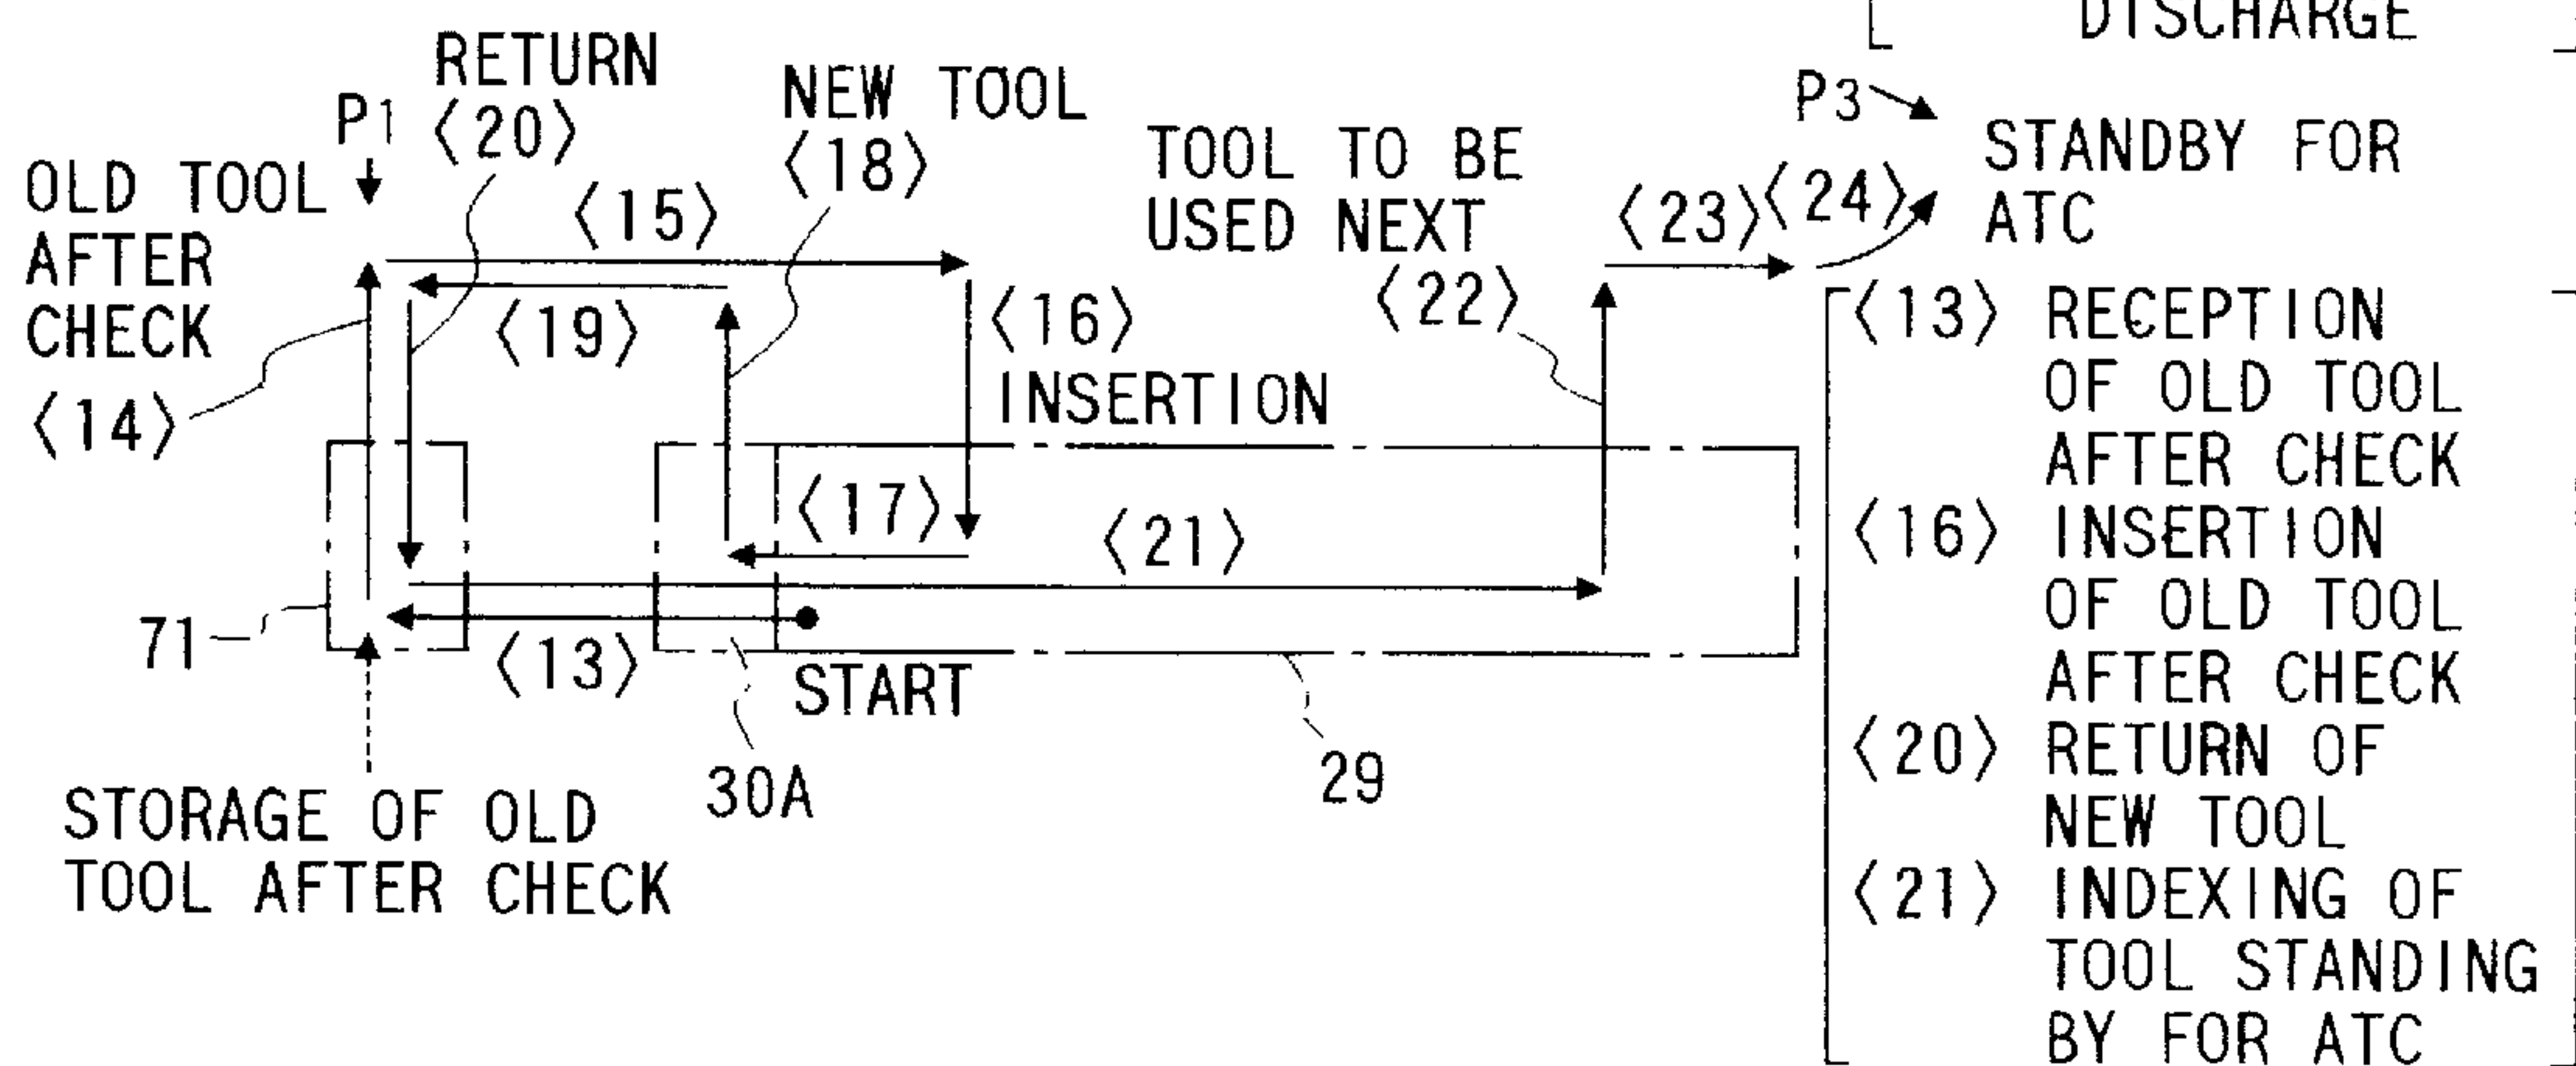 DISCHARGE
RETURN
⟨20⟩
P1
NEW TOOL
⟨18⟩
P3
OLD TOOL
AFTER
CHECK
⟨14⟩
⟨15⟩
TOOL TO BE
USED NEXT
⟨22⟩
⟨23⟩
⟨24⟩
STANDBY FOR
ATC
⟨19⟩
⟨16⟩
INSERTION
⟨17⟩
⟨21⟩
71
⟨13⟩
START
30A
29
STORAGE OF OLD
TOOL AFTER CHECK
⟨13⟩ RECEPTION
OF OLD TOOL
AFTER CHECK
⟨16⟩ INSERTION
OF OLD TOOL
AFTER CHECK
⟨20⟩ RETURN OF
NEW TOOL
⟨21⟩ INDEXING OF
TOOL STANDING
BY FOR ATC